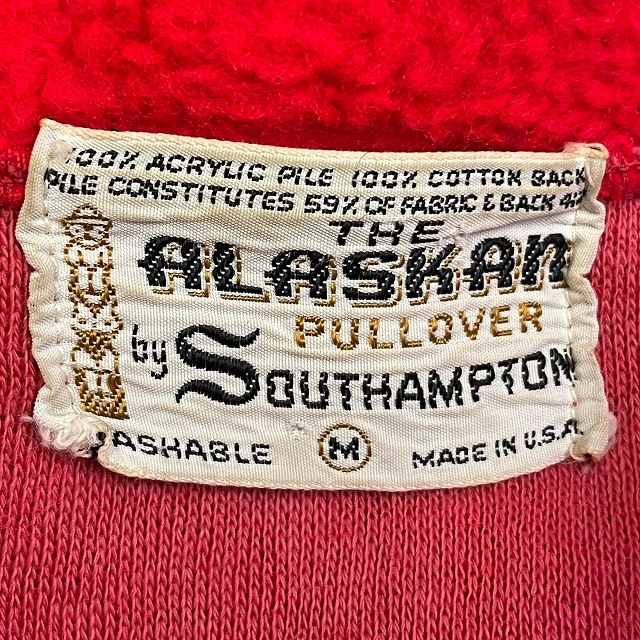 100% ACRYLIC PILE 100% COTTON BACK
PILE CONSTITUTES 59% OF FABRIC & BACK
THE
ALASKAN
PULLOVER
by SOUTHAMPTON
WASHABLE M MADE IN U.S.A.